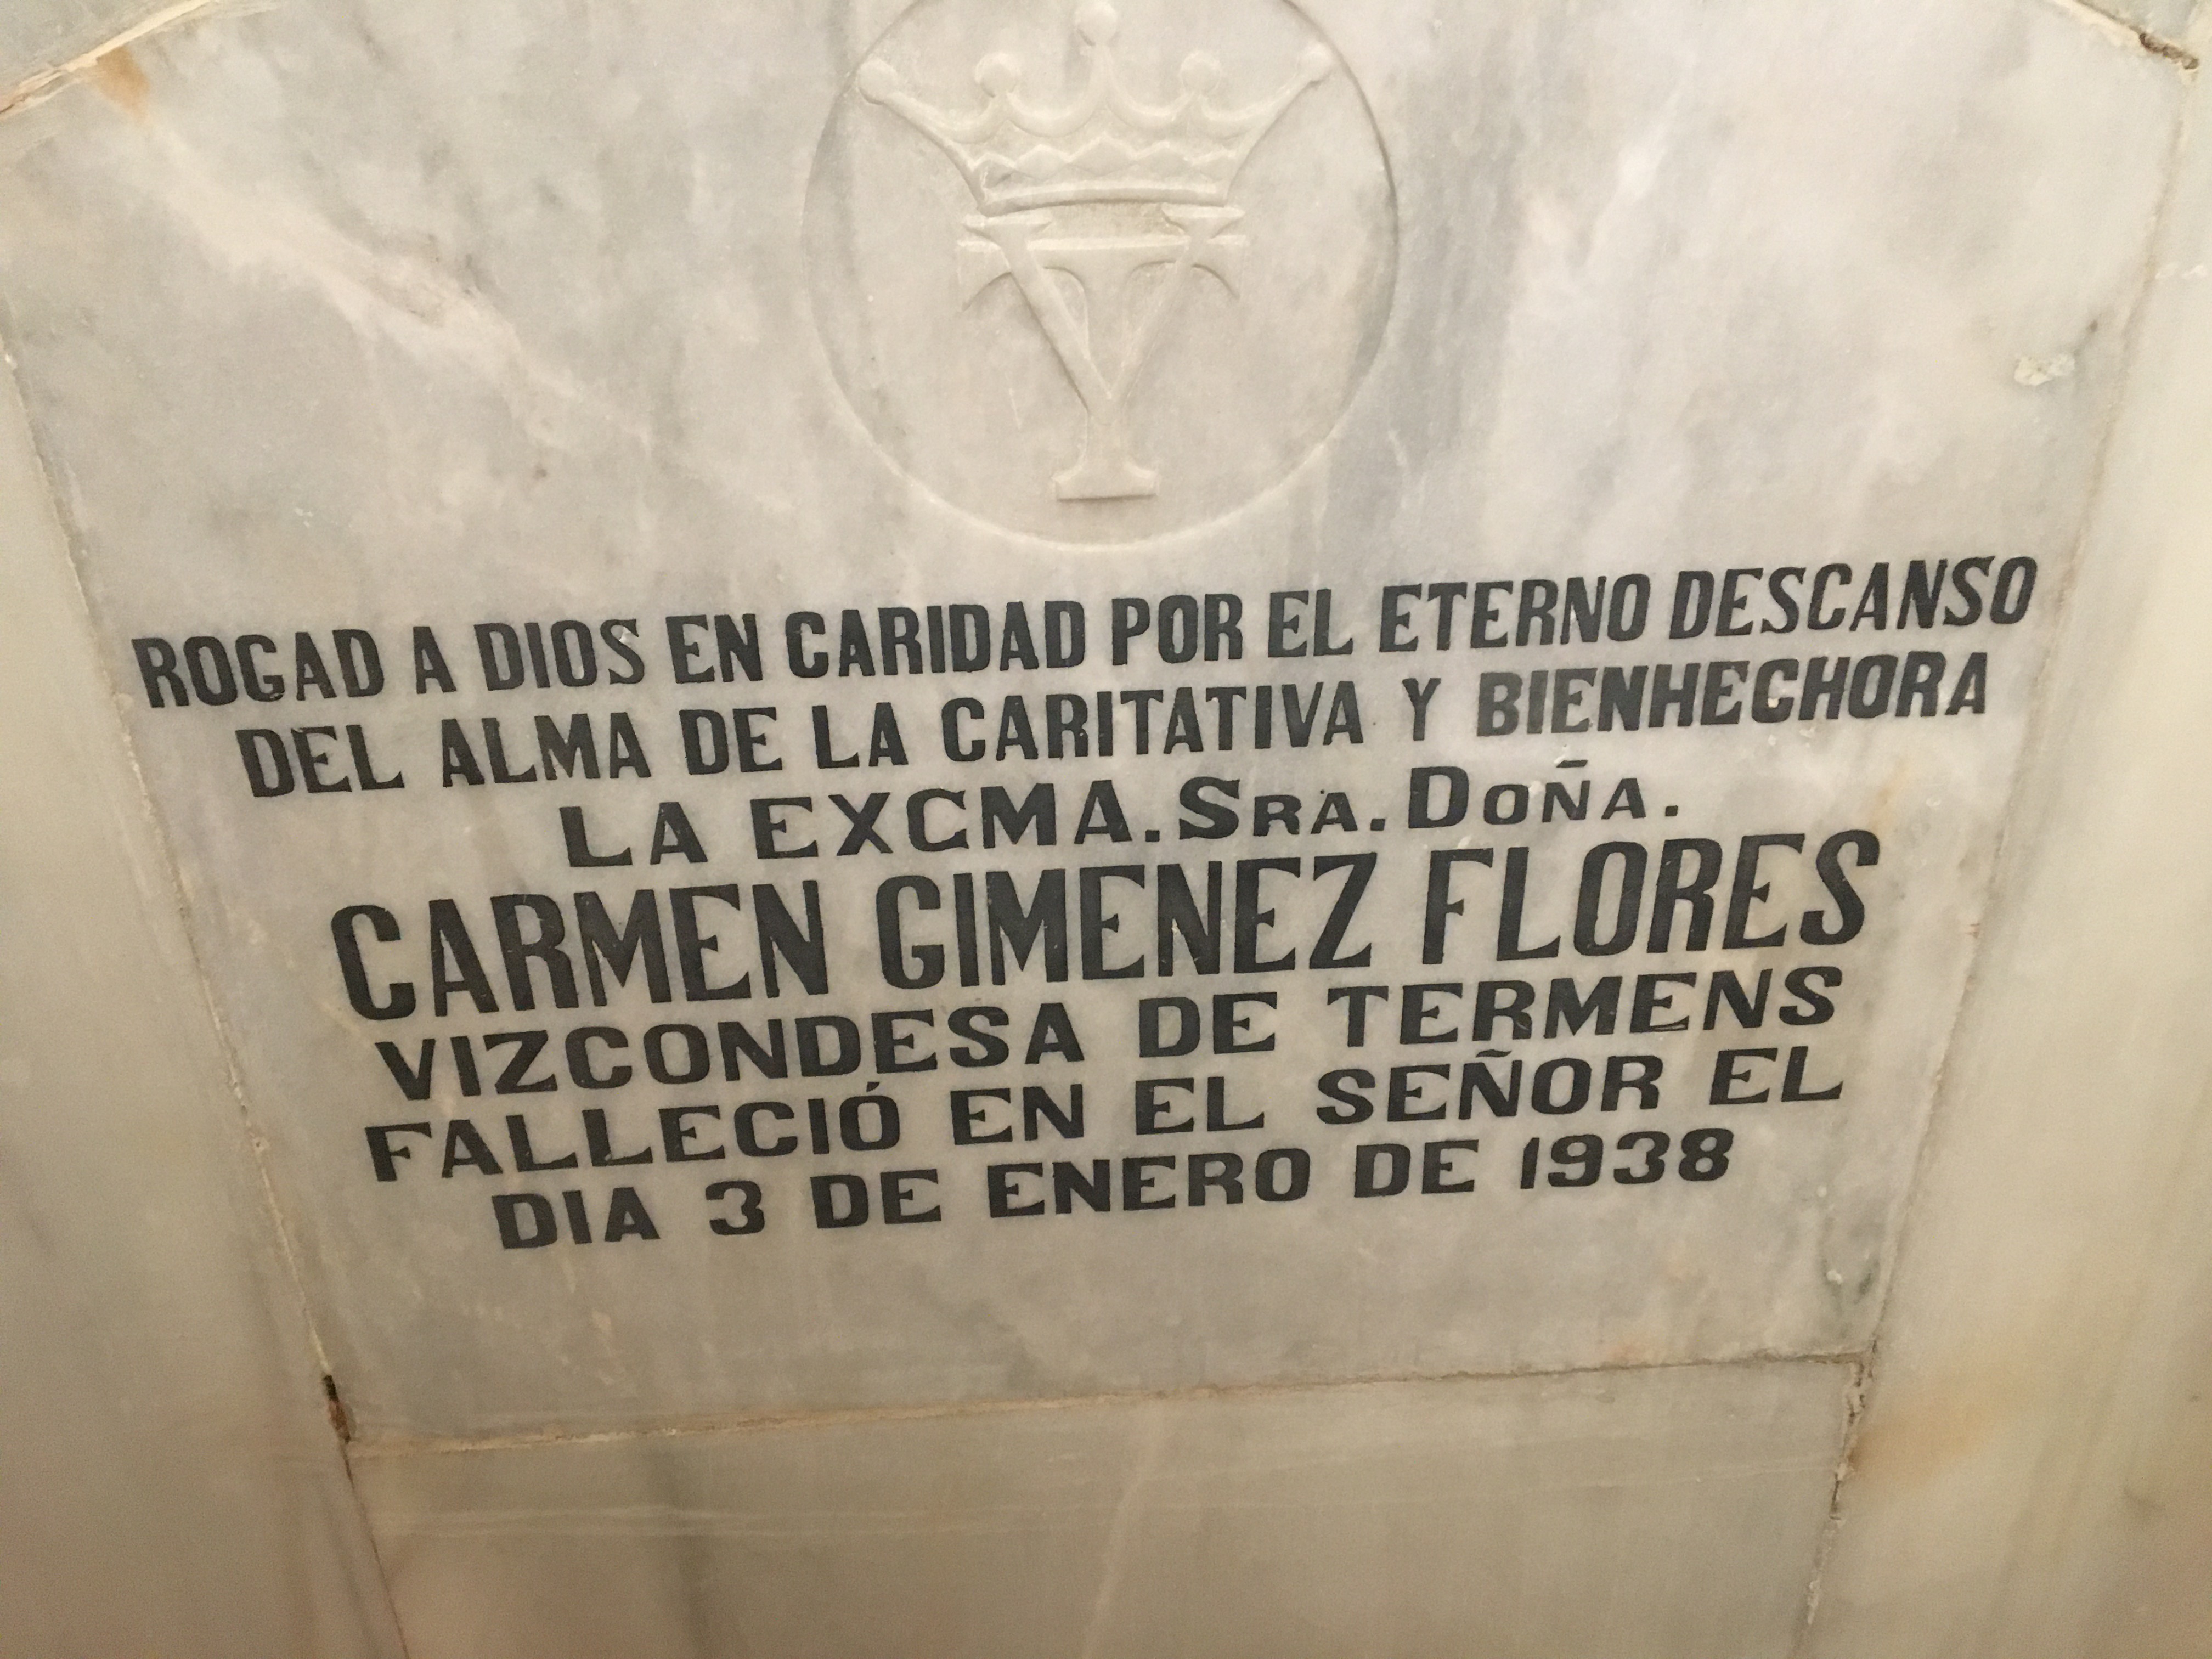 ROGAD A DIOS EN CARIDAD POR EL ETERNO DESCANSO
DEL ALMA DE LA CARITATIVA Y BIENHECHORA
LA EXCMA. SRA. DOÑA.
CARMEN GIMENEZ FLORES
VIZCONDESA DE TERMENS
FALLECIÓ EN EL SEÑOR EL
DIA 3 DE ENERO DE 1938